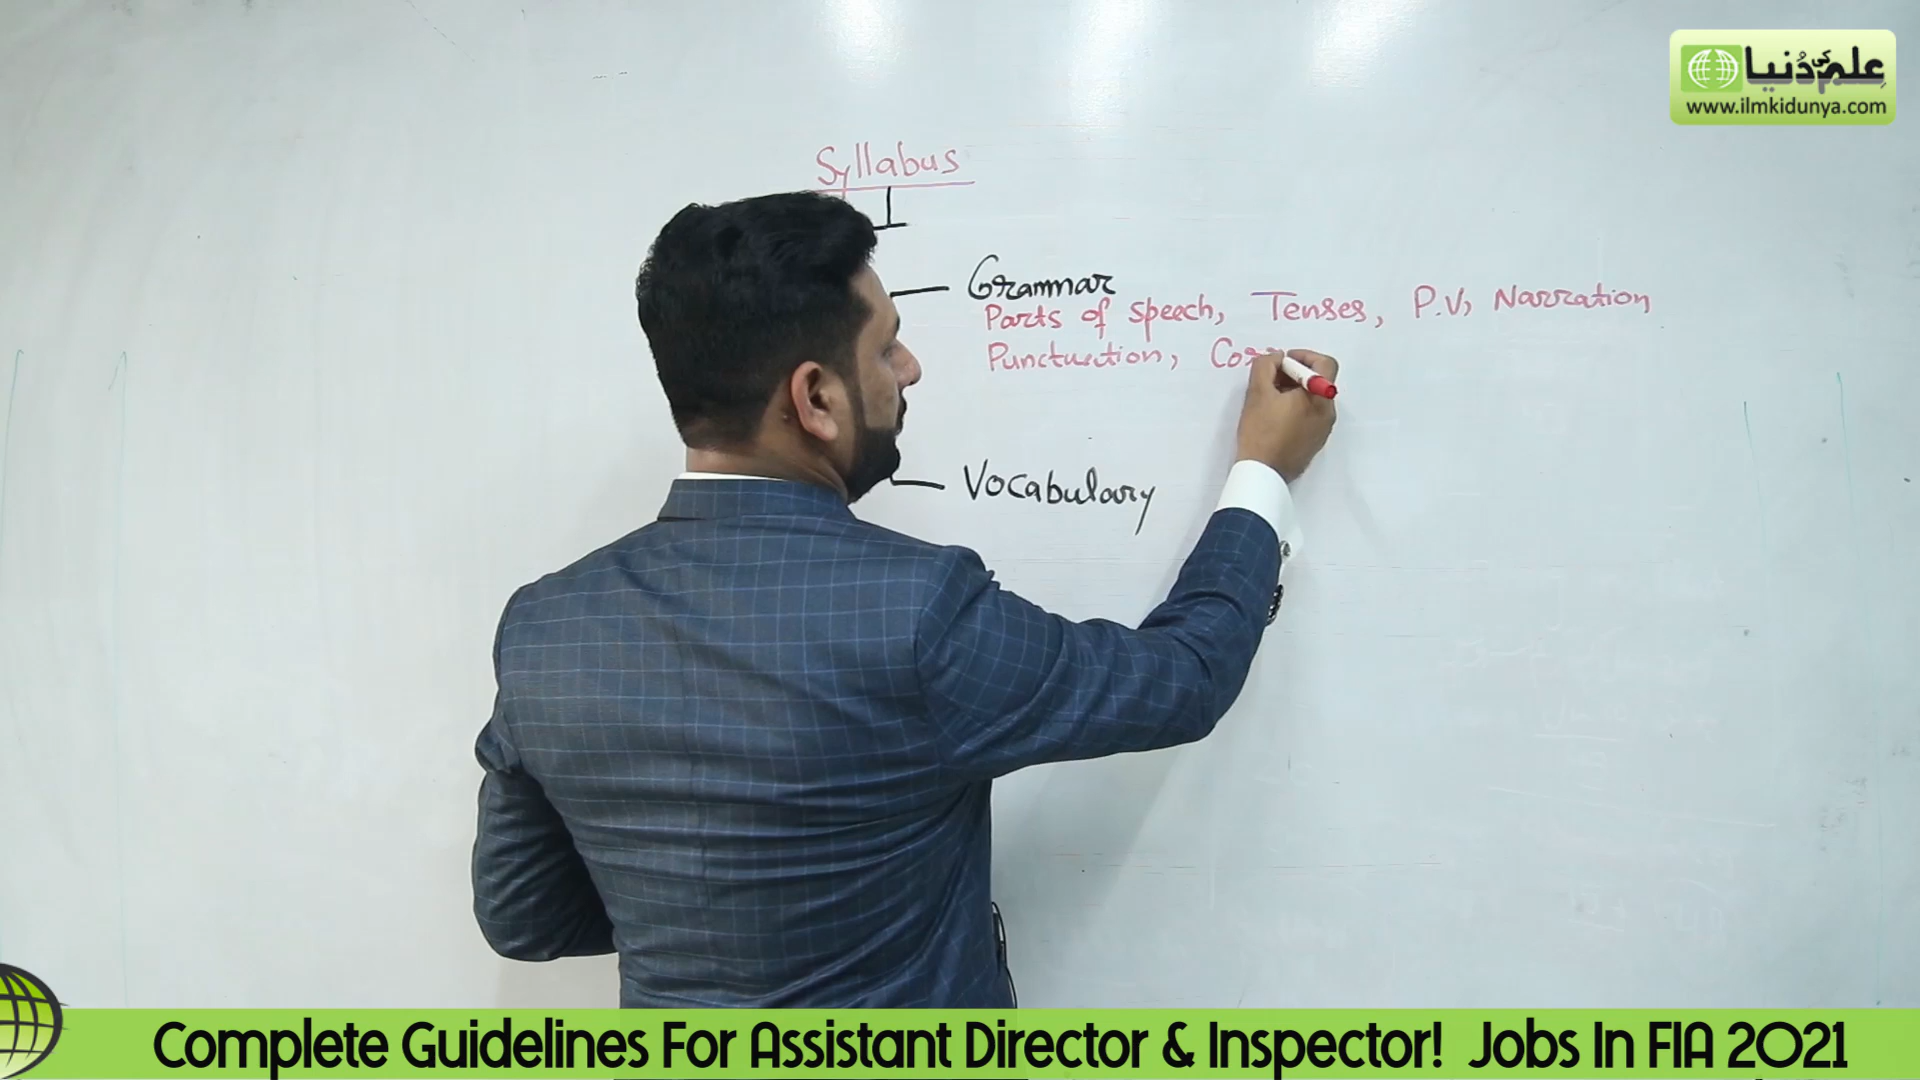 علم کی دُنیا
www.ilmkidunya.com
Syllabus
Grammar
Parts of speech, Tenses, P.V, Narration,
Punctuation,
Vocabulary
Complete Guidelines For Assistant Director & Inspector! Jobs In FIA 2021